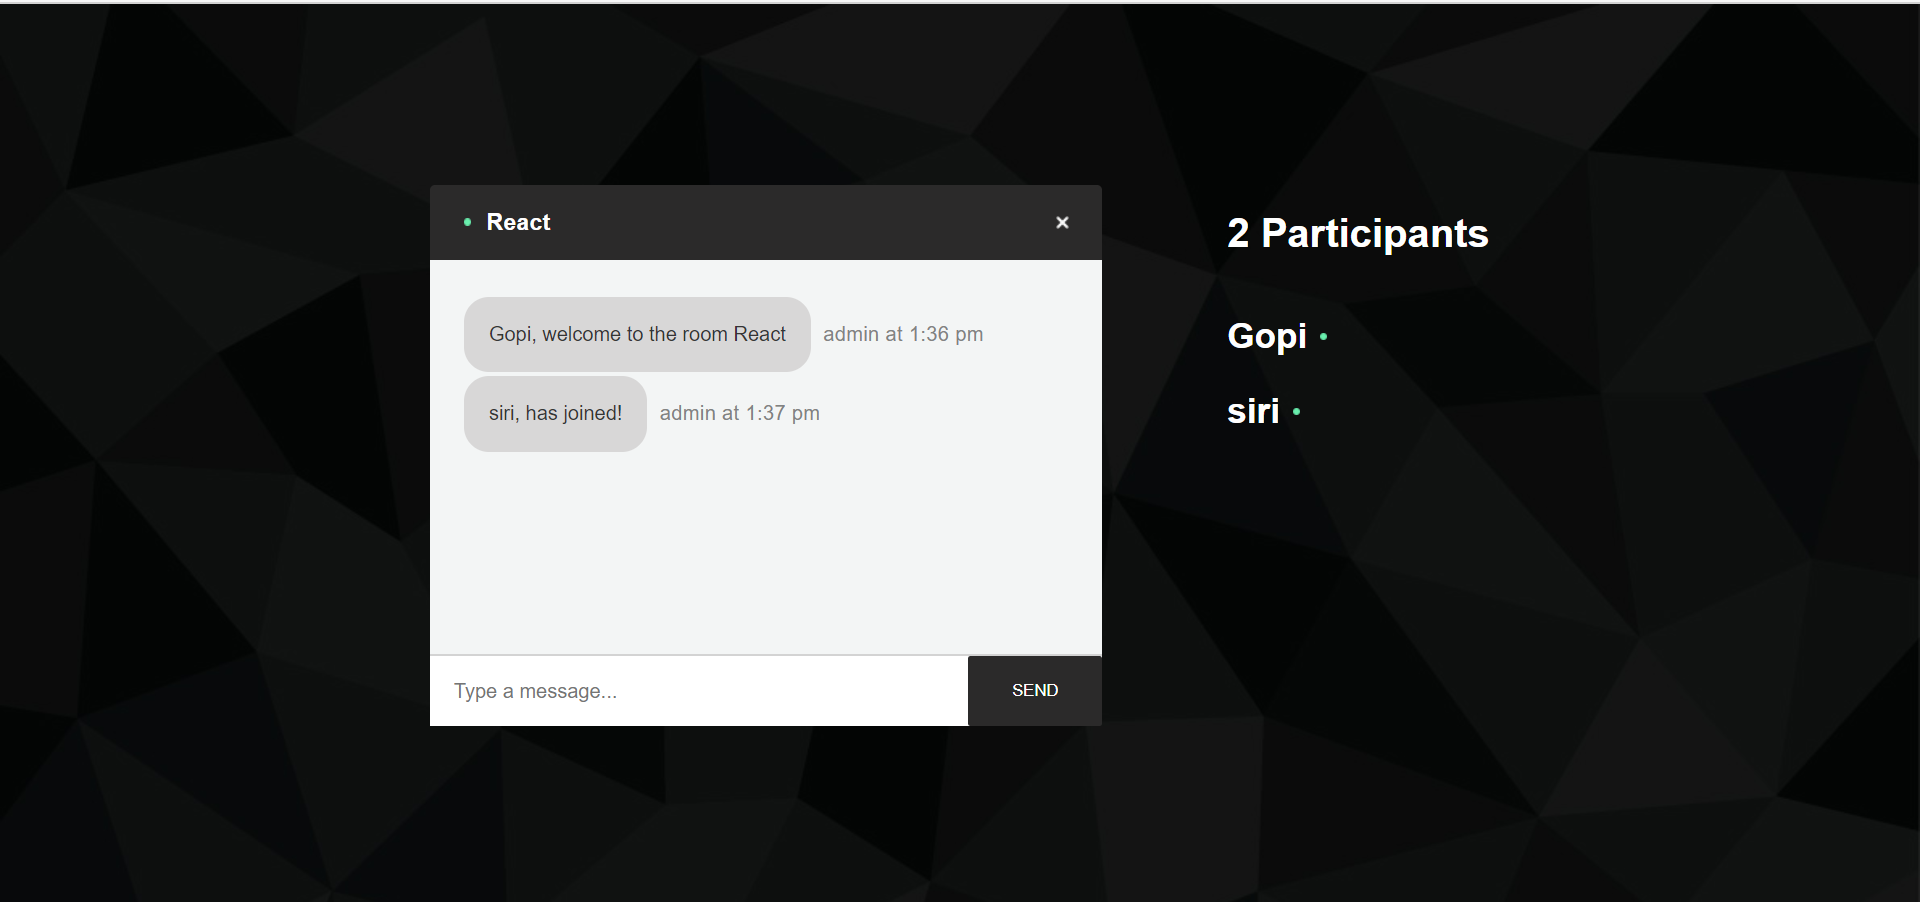 React
Gopi, welcome to the room React admin at 1:36 pm
siri, has joined! admin at 1:37 pm
Type a message...
SEND
2 Participants
Gopi
siri